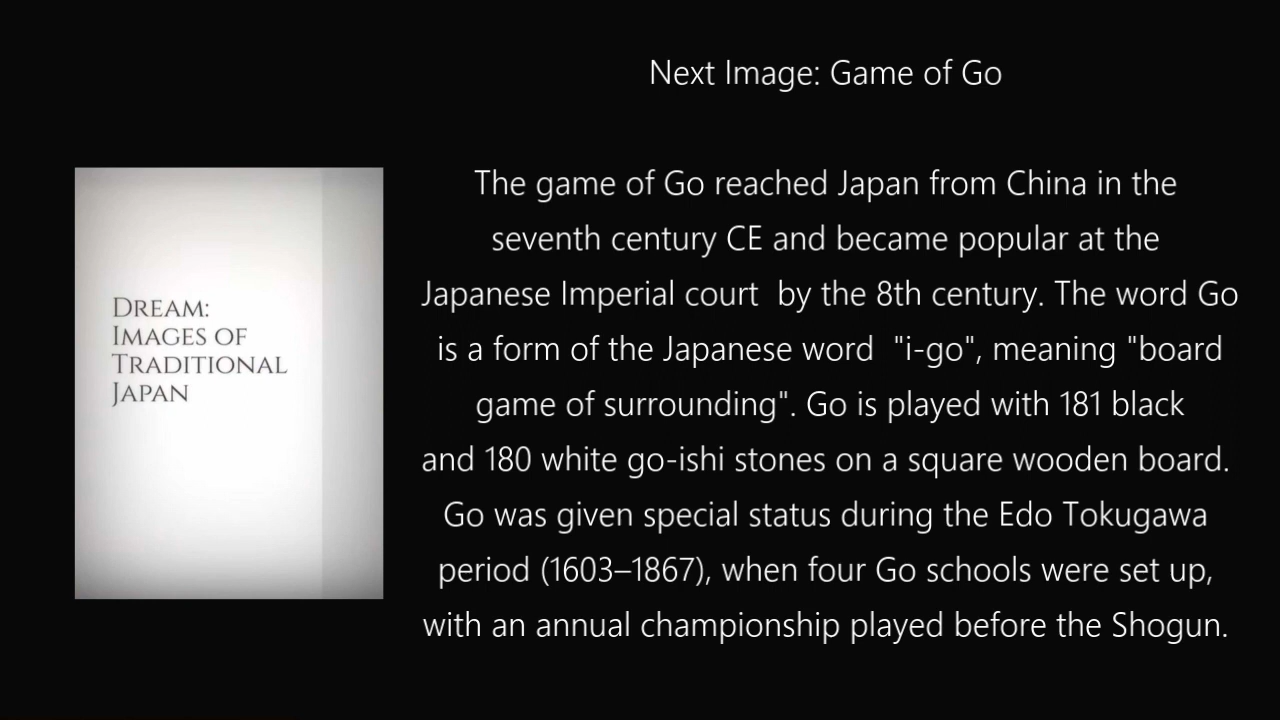 Next Image: Game of Go
DREAM:
IMAGES OF
TRADITIONAL
JAPAN
The game of Go reached Japan from China in the
seventh century CE and became popular at the
Japanese Imperial court  by the 8th century. The word Go
is a form of the Japanese word  "i-go", meaning "board
game of surrounding". Go is played with 181 black
and 180 white go-ishi stones on a square wooden board.
Go was given special status during the Edo Tokugawa
period (1603–1867), when four Go schools were set up,
with an annual championship played before the Shogun.